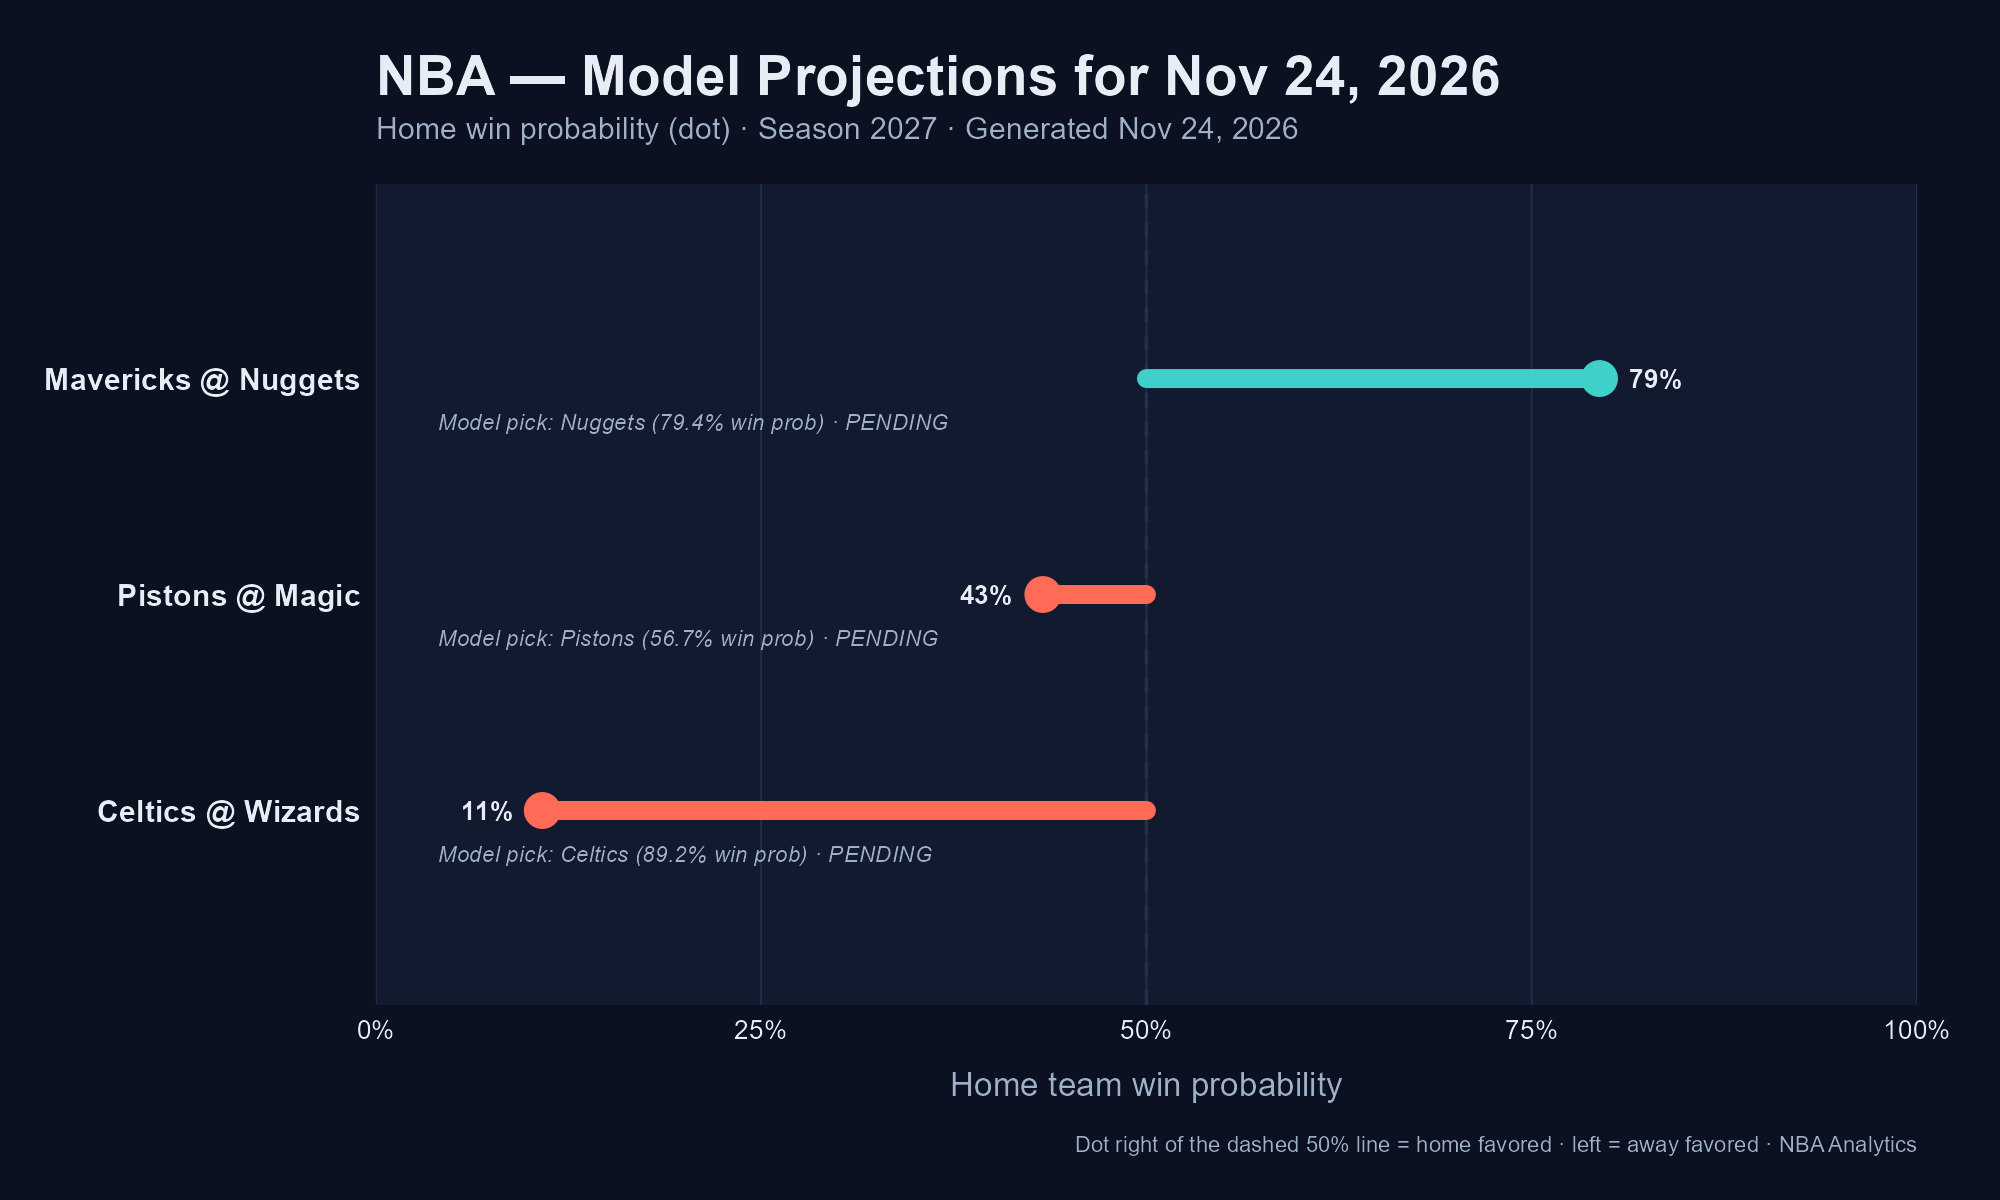 NBA — Model Projections for Nov 24, 2026
Home win probability (dot) · Season 2027 · Generated Nov 24, 2026
Mavericks @ Nuggets
79%
Model pick: Nuggets (79.4% win prob) · PENDING
Pistons @ Magic
43%
Model pick: Pistons (56.7% win prob) · PENDING
Celtics @ Wizards
11%
Model pick: Celtics (89.2% win prob) · PENDING
0% 25% 50% 75% 100%
Home team win probability
Dot right of the dashed 50% line = home favored · left = away favored · NBA Analytics